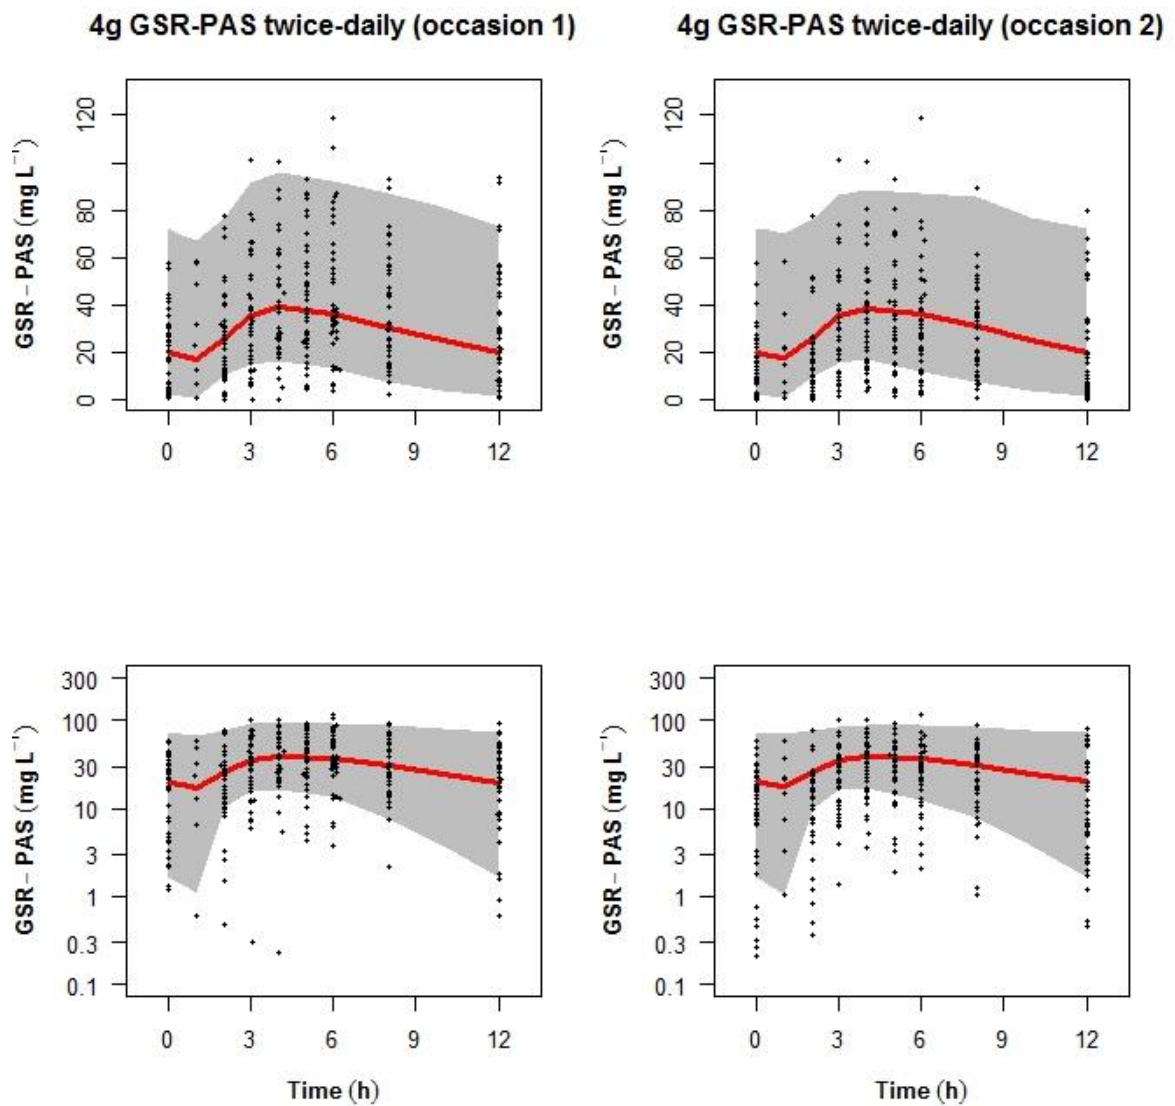 4g GSR-PAS twice-daily (occasion 1)
4g GSR-PAS twice-daily (occasion 2)
GSR – PAS (mg L⁻¹)
120
80
60
40
20
0
0 3 6 9 12
GSR – PAS (mg L⁻¹)
120
80
60
40
20
0
0 3 6 9 12
GSR – PAS (mg L⁻¹)
300
100
30
10
3
1
0.3
0.1
0 3 6 9 12
Time (h)
GSR – PAS (mg L⁻¹)
300
100
30
10
3
1
0.3
0.1
0 3 6 9 12
Time (h)